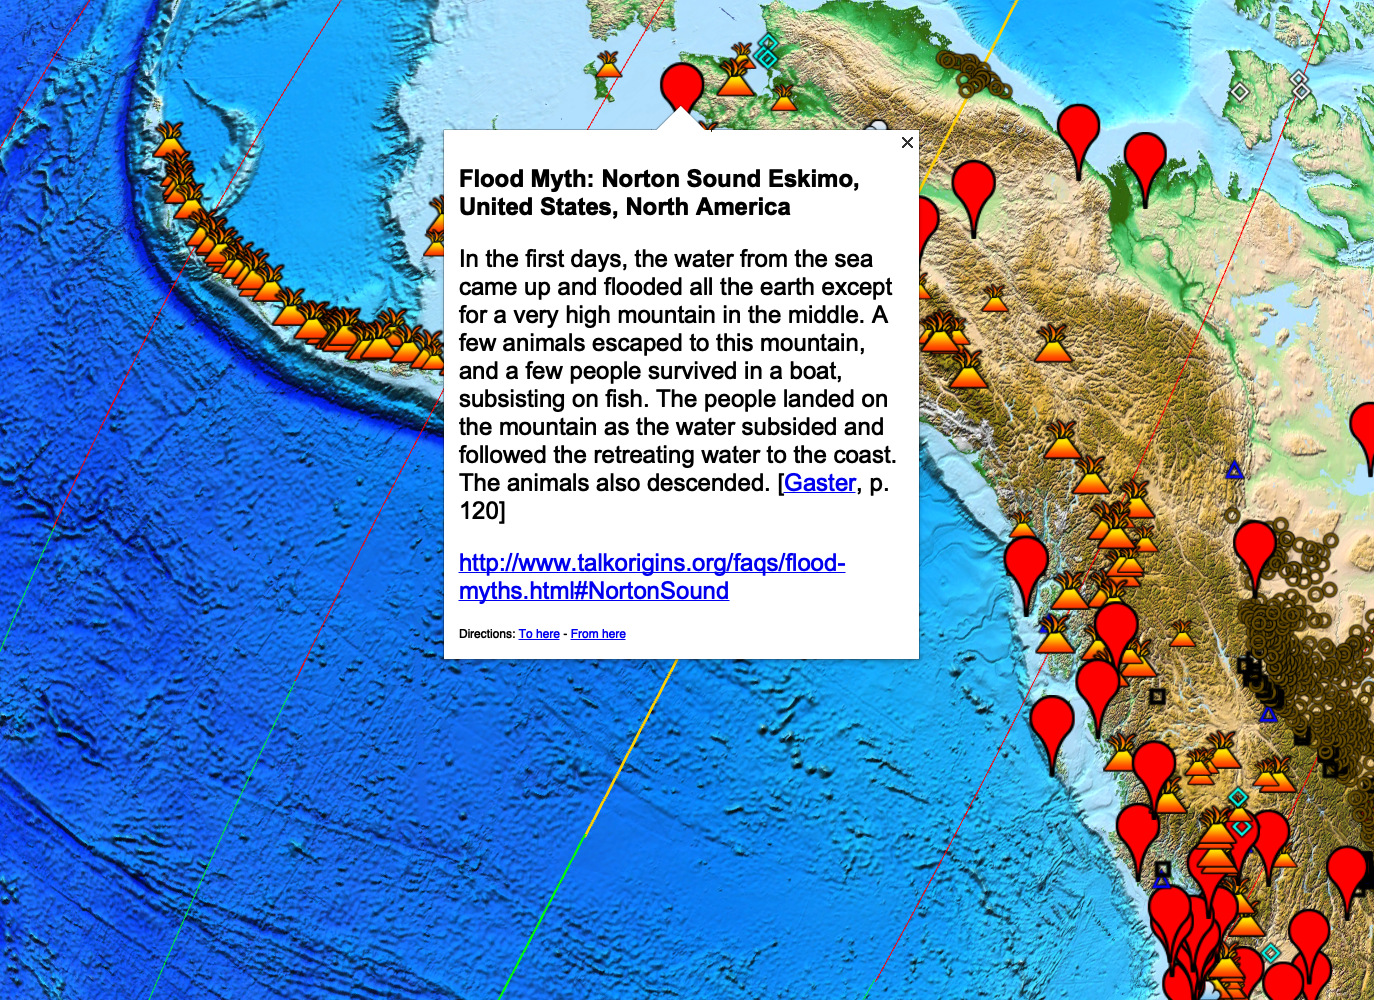 Flood Myth: Norton Sound Eskimo,
United States, North America
In the first days, the water from the sea
came up and flooded all the earth except
for a very high mountain in the middle. A
few animals escaped to this mountain,
and a few people survived in a boat,
subsisting on fish. The people landed on
the mountain as the water subsided and
followed the retreating water to the coast.
The animals also descended. [Gaster, p.
120]
http://www.talkorigins.org/faqs/flood-
myths.html#NortonSound
Directions: To here - From here